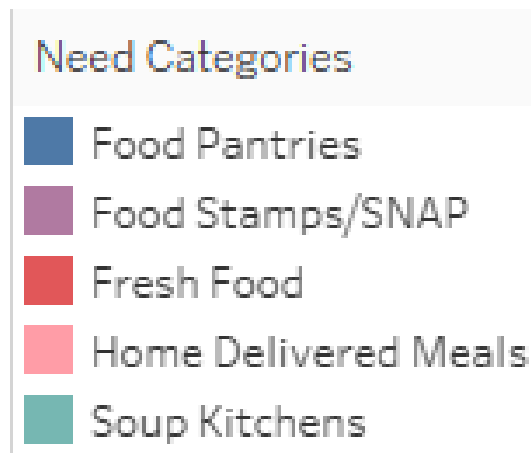 Need Categories
Food Pantries
Food Stamps/SNAP
Fresh Food
Home Delivered Meals
Soup Kitchens